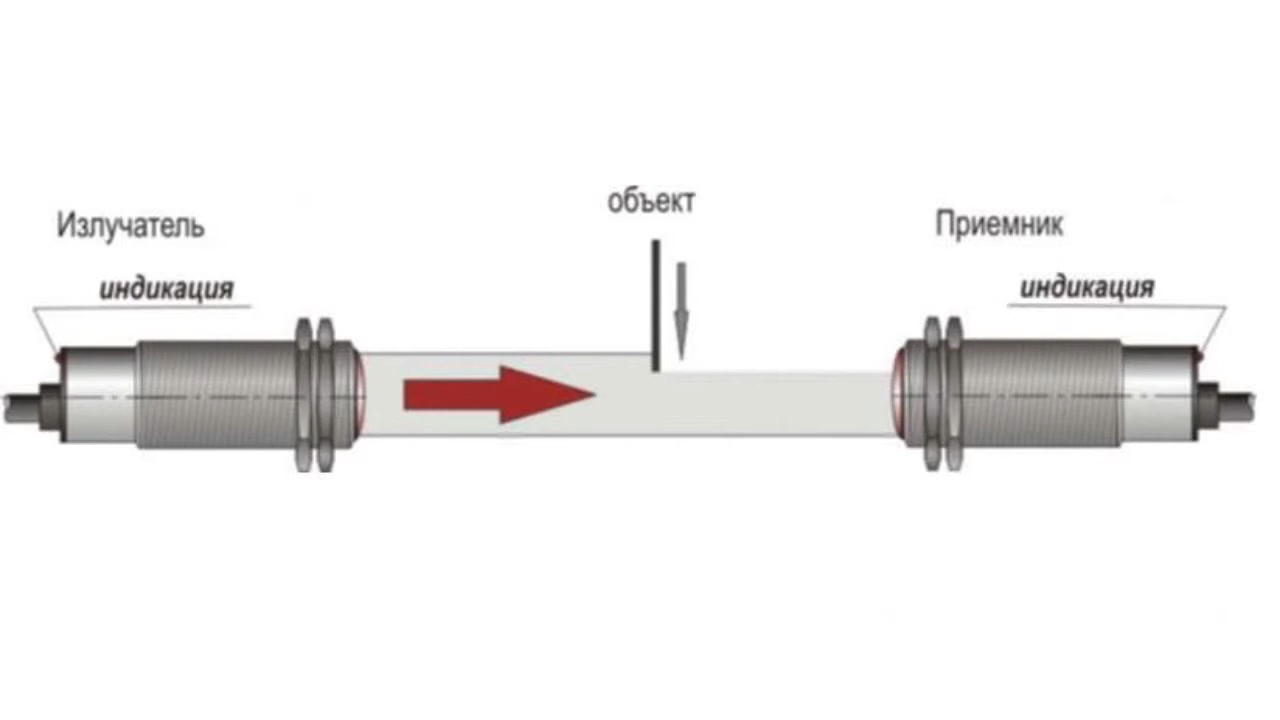 объект
Излучатель
Приемник
индикация
индикация